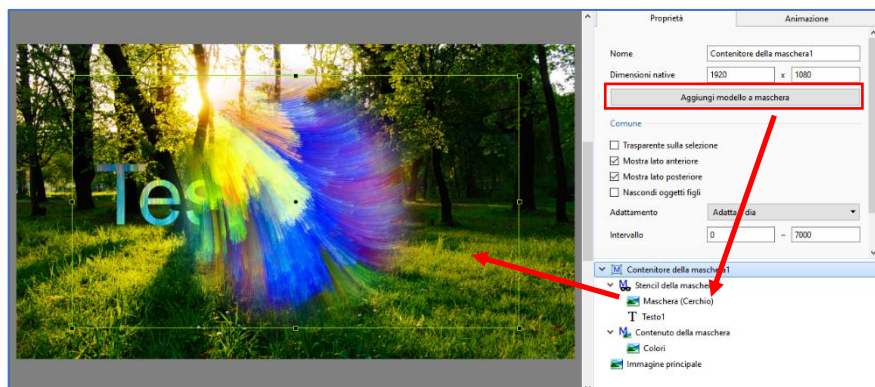 Tes
Proprietà
Animazione
Nome
Contenitore della maschera1
Dimensioni native
1920 x 1080
Aggiungi modello a maschera
Comune
Trasparente sulla selezione
Mostra lato anteriore
Mostra lato posteriore
Nascondi oggetti figli
Adattamento
Adatta dia
Intervallo
0 – 7000
M Contenitore della maschera1
M Stencil della maschera
Maschera (Cerchio)
T Testo1
M Contenuto della maschera
Colori
Immagine principale